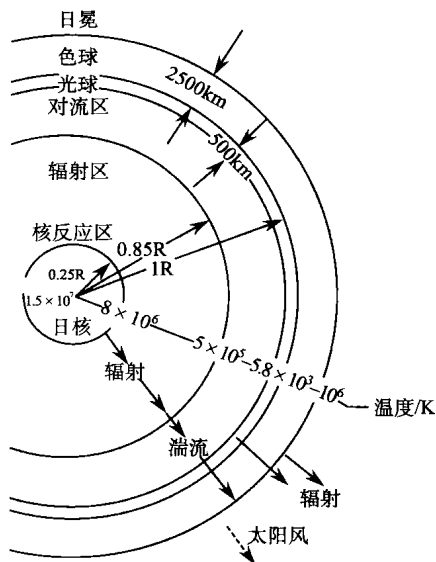 日冕
色球
光球
对流区
2500km
500km
辐射区
核反应区
0.85R
1R
0.25R
1.5×10⁷
8×10⁶
5×10⁵
5.8×10³
10⁶
日核
温度/K
辐射
湍流
辐射
太阳风